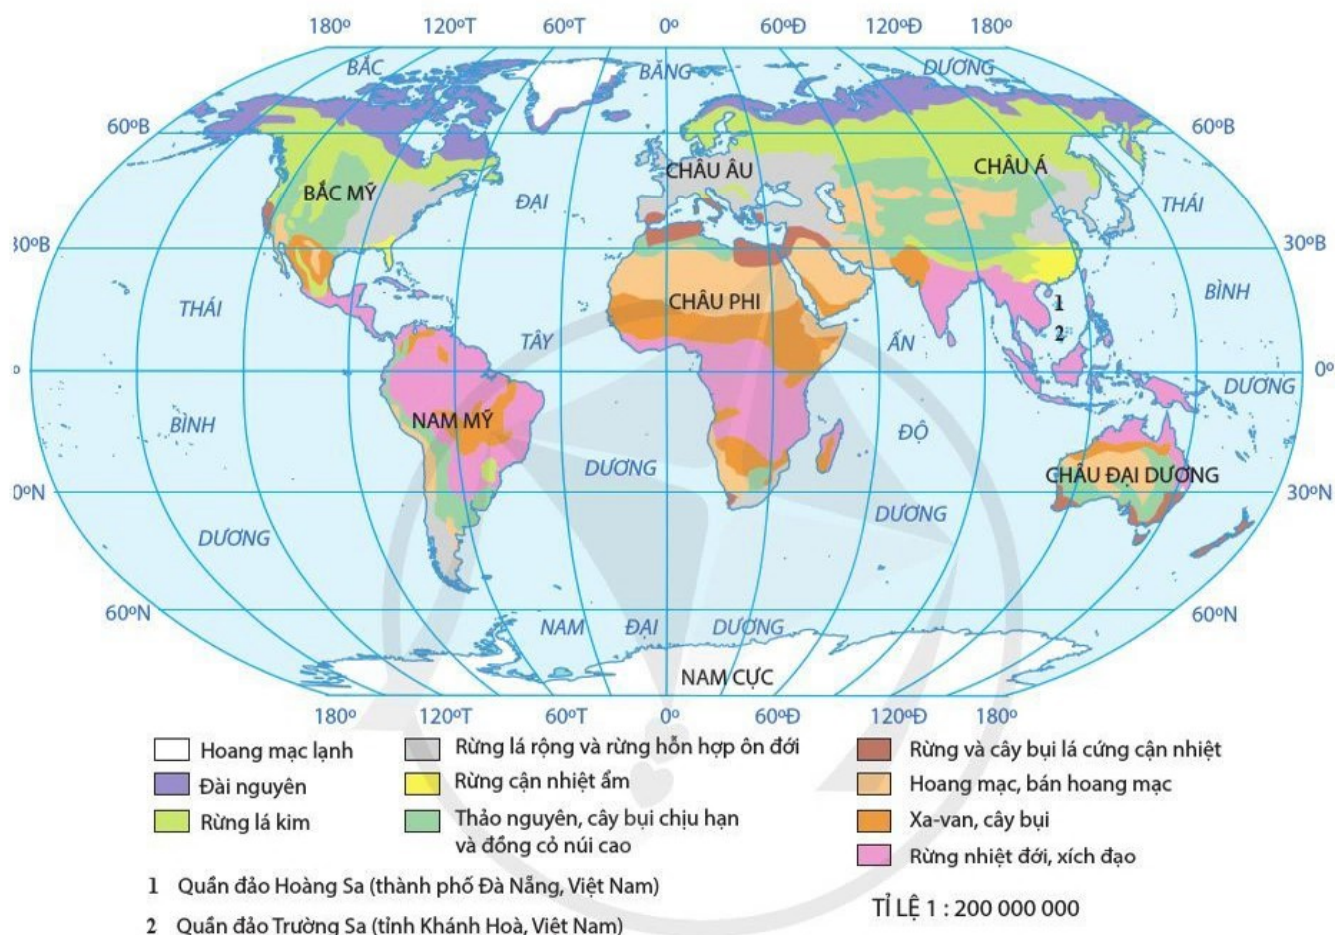 180º 120ºT 60ºT 0º 60ºĐ 120ºĐ 180º
BẮC BĂNG DƯƠNG
60ºB 60ºB
CHÂU ÂU CHÂU Á
BẮC MỸ
ĐẠI THÁI
30ºB 30ºB
THÁI CHÂU PHI BÌNH
1
TÂY ẤN 2
º 0º
DƯƠNG
BÌNH NAM MỸ ĐỘ
DƯƠNG CHÂU ĐẠI DƯƠNG
0ºN 30ºN
DƯƠNG DƯƠNG
60ºN 60ºN
NAM ĐẠI DƯƠNG
NAM CỰC
180º 120ºT 60ºT 0º 60ºĐ 120ºĐ 180º
Hoang mạc lạnh
Đài nguyên
Rừng lá kim
Rừng lá rộng và rừng hỗn hợp ôn đới
Rừng cận nhiệt ẩm
Thảo nguyên, cây bụi chịu hạn
và đồng cỏ núi cao
Rừng và cây bụi lá cứng cận nhiệt
Hoang mạc, bán hoang mạc
Xa-van, cây bụi
Rừng nhiệt đới, xích đạo
1 Quần đảo Hoàng Sa (thành phố Đà Nẵng, Việt Nam)
2 Quần đảo Trường Sa (tỉnh Khánh Hoà, Việt Nam)
TỈ LỆ 1 : 200 000 000